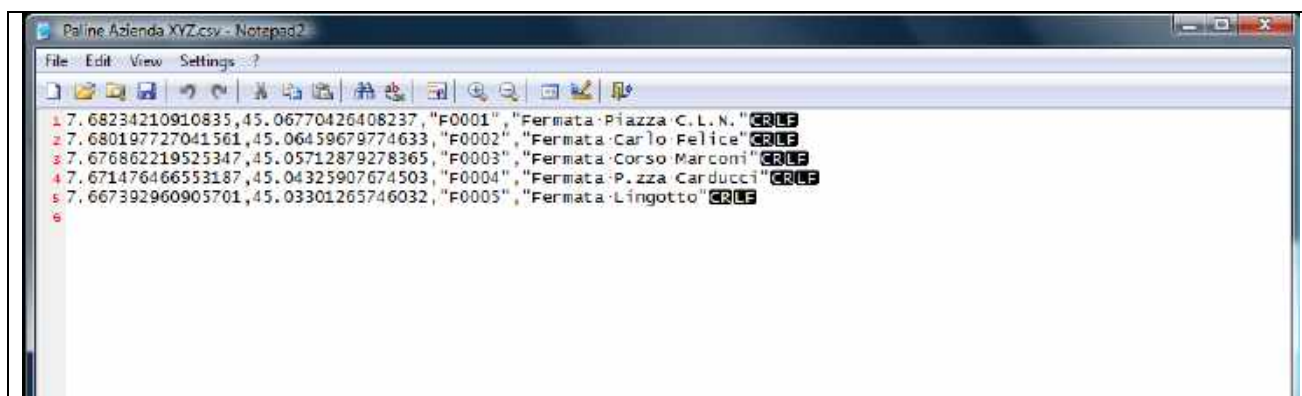 Paline Azienda XYZ.csv - Notepad2
File Edit View Settings ?
1 7.68234210910835,45.06770426408237,"F0001","Fermata·Piazza·C.L.N."CRLF
2 7.680197727041561,45.06459679774633,"F0002","Fermata·Carlo·Felice"CRLF
3 7.676862219525347,45.05712879278365,"F0003","Fermata·Corso·Marconi"CRLF
4 7.671476466553187,45.04325907674503,"F0004","Fermata·P.zza·Carducci"CRLF
5 7.667392960905701,45.03301265746032,"F0005","Fermata·Lingotto"CRLF
6